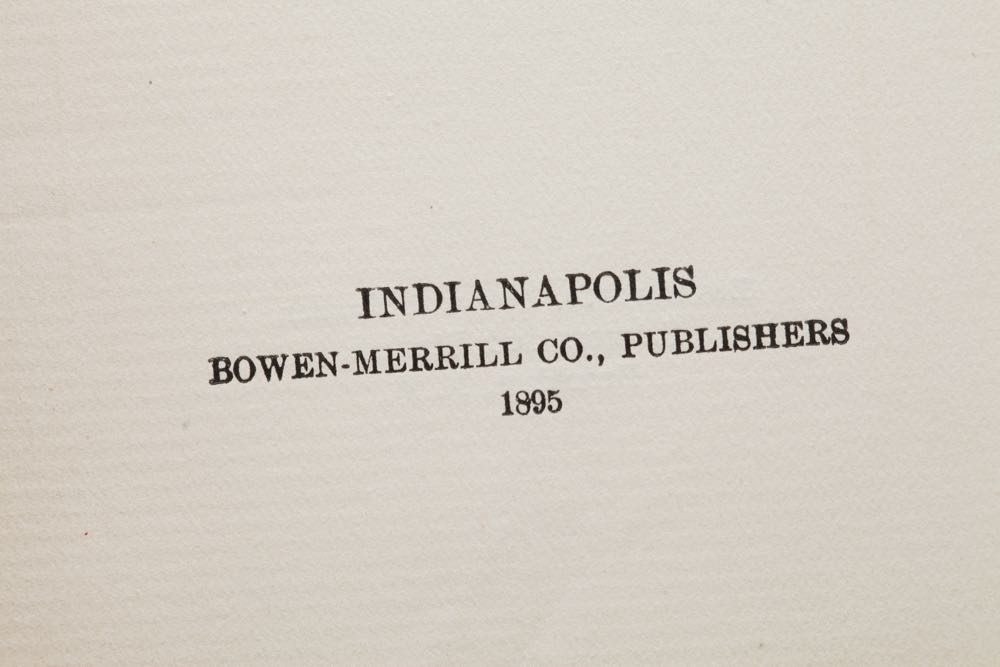 INDIANAPOLIS
BOWEN-MERRILL CO., PUBLISHERS
1895